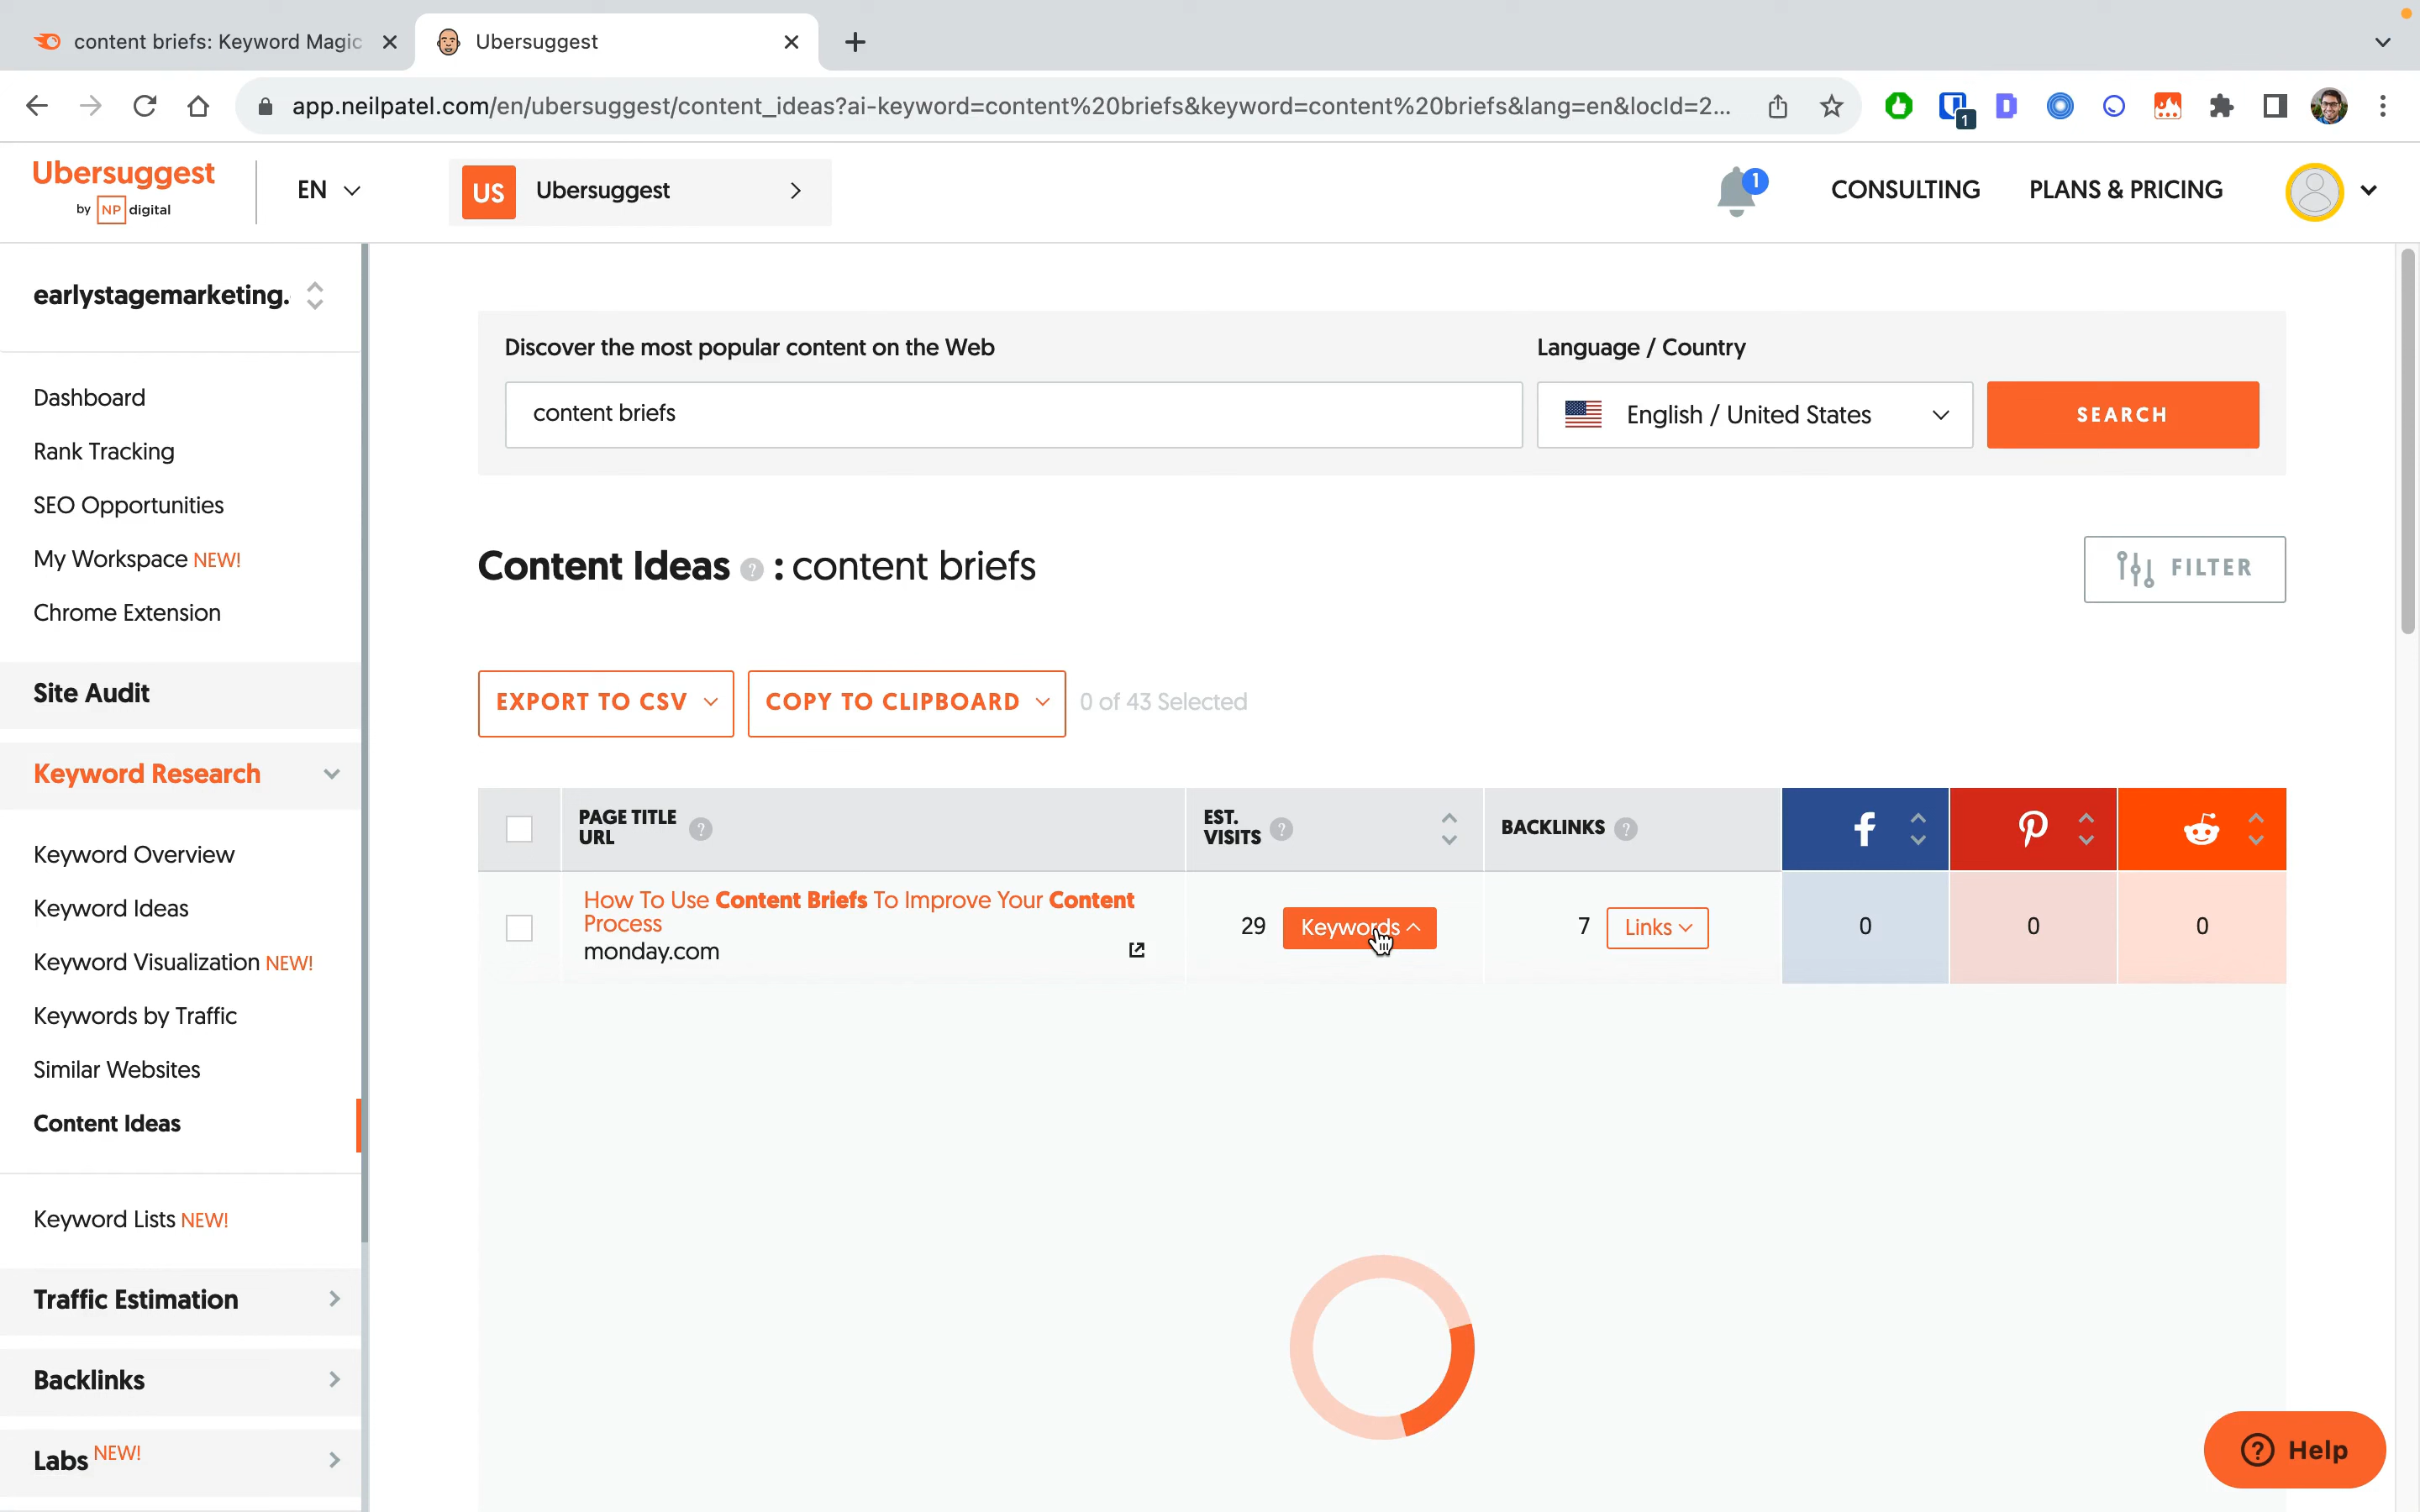 content briefs: Keyword Magic
Ubersuggest
app.neilpatel.com/en/ubersuggest/content_ideas?ai-keyword=content%20briefs&keyword=content%20briefs&lang=en&locId=2...
1
Ubersuggest
by NP digital
EN
US Ubersuggest
1
CONSULTING
PLANS & PRICING
earlystagemarketing.
Dashboard
Rank Tracking
SEO Opportunities
My Workspace NEW!
Chrome Extension
Site Audit
Keyword Research
Keyword Overview
Keyword Ideas
Keyword Visualization NEW!
Keywords by Traffic
Similar Websites
Content Ideas
Keyword Lists NEW!
Traffic Estimation
Backlinks
Labs NEW!
Discover the most popular content on the Web
Language / Country
content briefs
English / United States
SEARCH
Content Ideas ? : content briefs
FILTER
EXPORT TO CSV
COPY TO CLIPBOARD
0 of 43 Selected
PAGE TITLE
URL ?
EST.
VISITS ?
BACKLINKS ?
How To Use Content Briefs To Improve Your Content
Process
monday.com
29
Keywords
7
Links
0
0
0
? Help